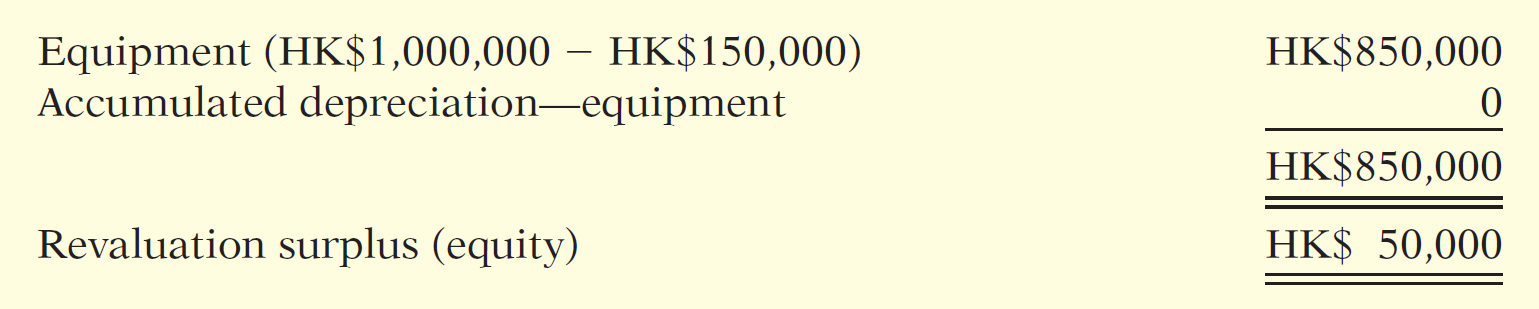 Equipment (HK$1,000,000 − HK$150,000) HK$850,000
Accumulated depreciation—equipment 0
HK$850,000
Revaluation surplus (equity) HK$ 50,000